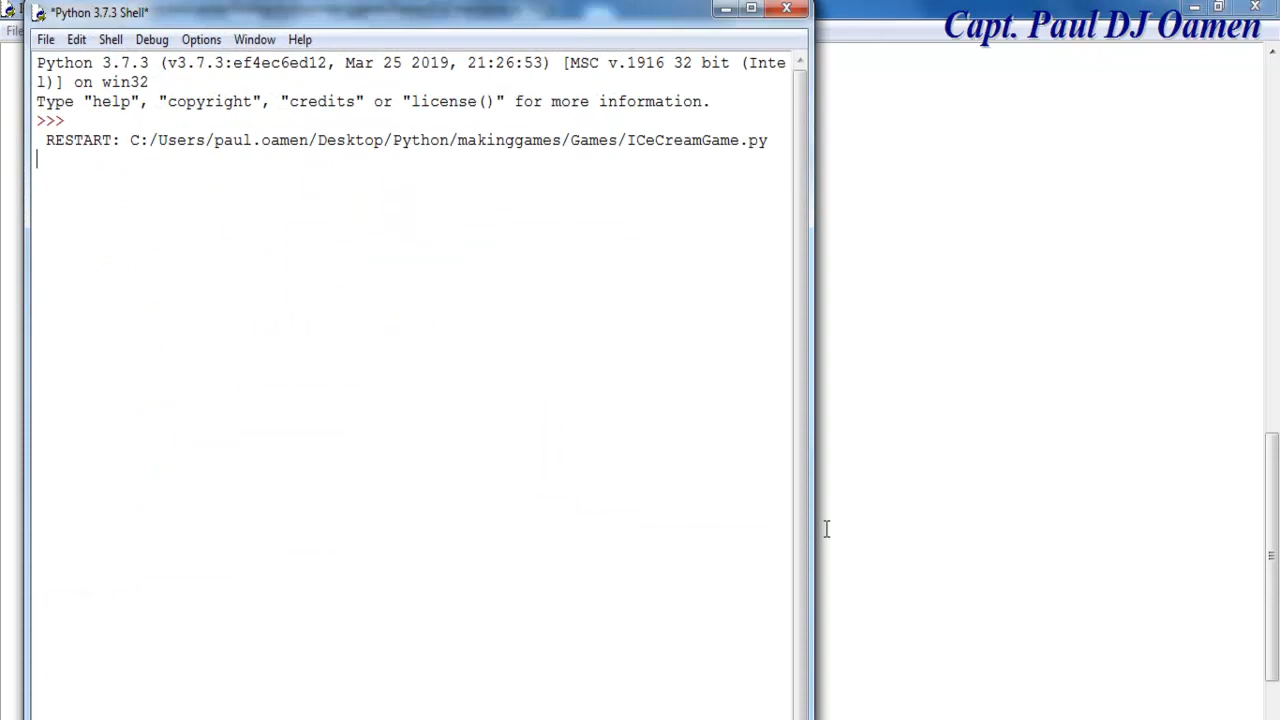 *Python 3.7.3 Shell*
Capt. Paul DJ Oamen
File Edit Shell Debug Options Window Help
Python 3.7.3 (v3.7.3:ef4ec6ed12, Mar 25 2019, 21:26:53) [MSC v.1916 32 bit (Inte
l)] on win32
Type "help", "copyright", "credits" or "license()" for more information.
>>>
RESTART: C:/Users/paul.oamen/Desktop/Python/makinggames/Games/ICeCreamGame.py